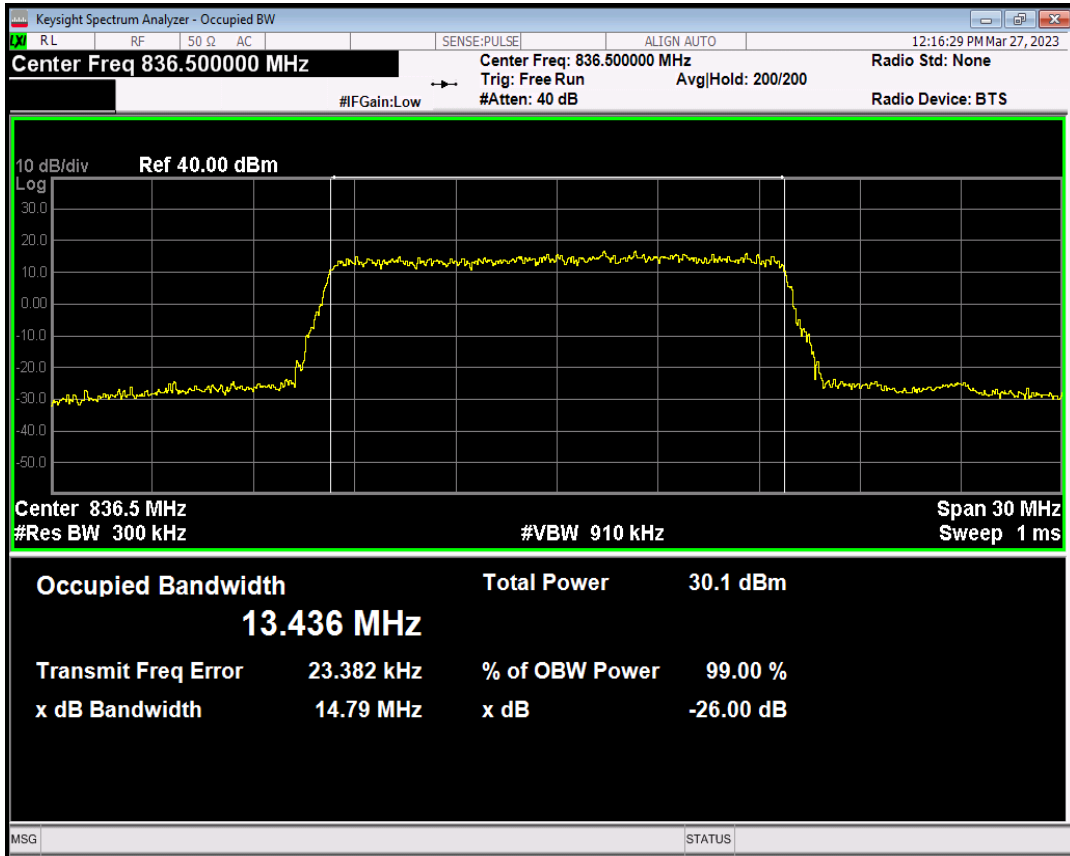 Keysight Spectrum Analyzer - Occupied BW
LXI RL RF 50 Ω AC SENSE:PULSE ALIGN AUTO 12:16:29 PM Mar 27, 2023
Center Freq 836.500000 MHz Center Freq: 836.500000 MHz Radio Std: None
Trig: Free Run Avg|Hold: 200/200
#IFGain:Low #Atten: 40 dB Radio Device: BTS
10 dB/div Ref 40.00 dBm
Log
30.0
20.0
10.0
0.00
-10.0
-20.0
-30.0
-40.0
-50.0
Center 836.5 MHz Span 30 MHz
#Res BW 300 kHz #VBW 910 kHz Sweep 1 ms
Occupied Bandwidth Total Power 30.1 dBm
13.436 MHz
Transmit Freq Error 23.382 kHz % of OBW Power 99.00 %
x dB Bandwidth 14.79 MHz x dB -26.00 dB
MSG STATUS